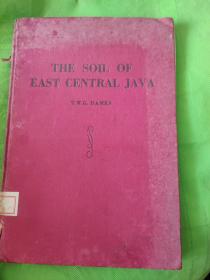 THE SOIL OF
EAST CENTRAL JAVA
T.W.G. DAMES